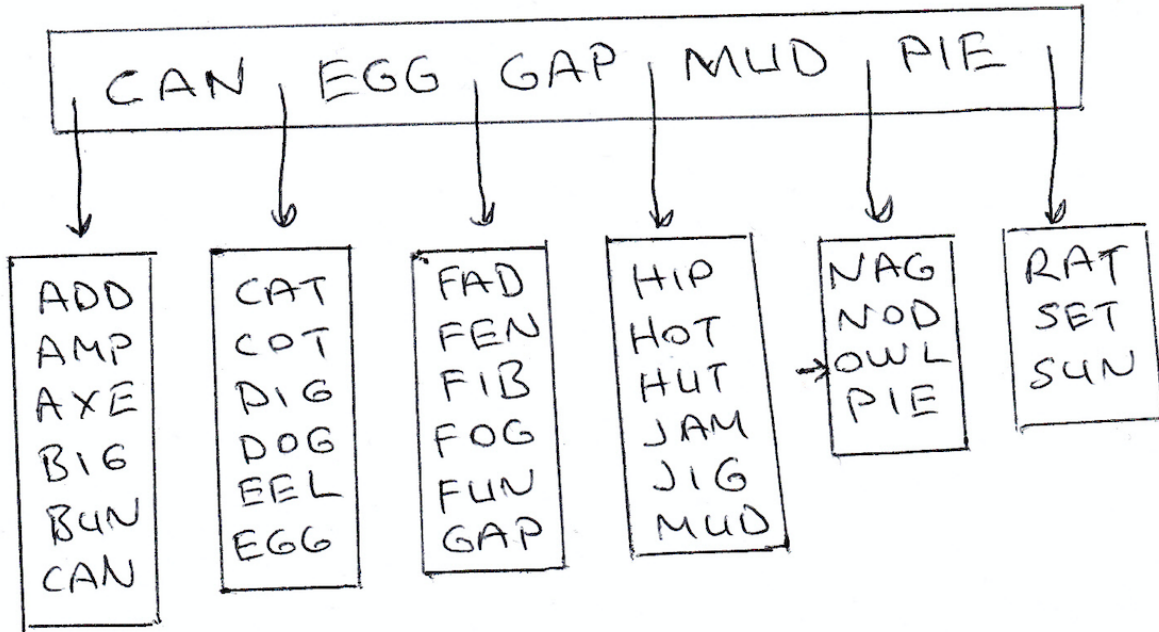 CAN EGG GAP MUD PIE
ADD
AMP
AXE
BIG
BUN
CAN
CAT
COT
DIG
DOG
EEL
EGG
FAD
FEN
FIB
FOG
FUN
GAP
HIP
HOT
HUT
JAM
JIG
MUD
NAG
NOD
OWL
PIE
RAT
SET
SUN